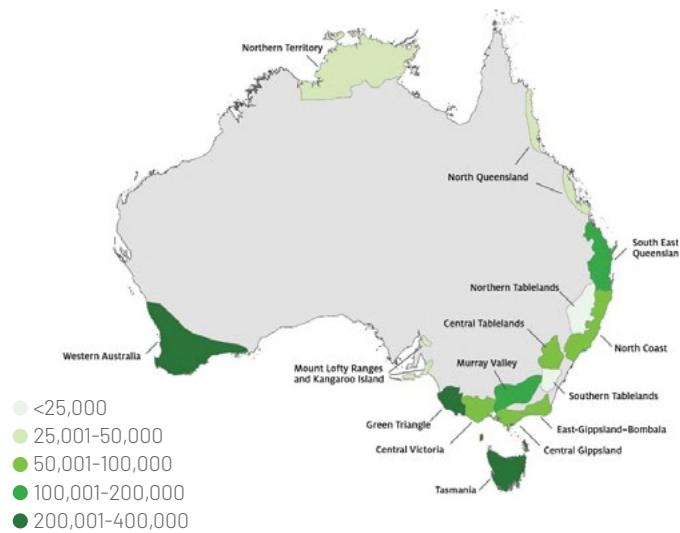 Northern Territory
North Queensland
South East
Queenslan
Northern Tablelands
Central Tablelands
North Coast
Western Australia
Murray Valley
Mount Lofty Ranges
and Kangaroo Island
Southern Tablelands
Green Triangle
East-Gippsland=Bombala
Central Victoria
Central Gippsland
Tasmania
<25,000
25,001-50,000
50,001-100,000
100,001-200,000
200,001-400,000